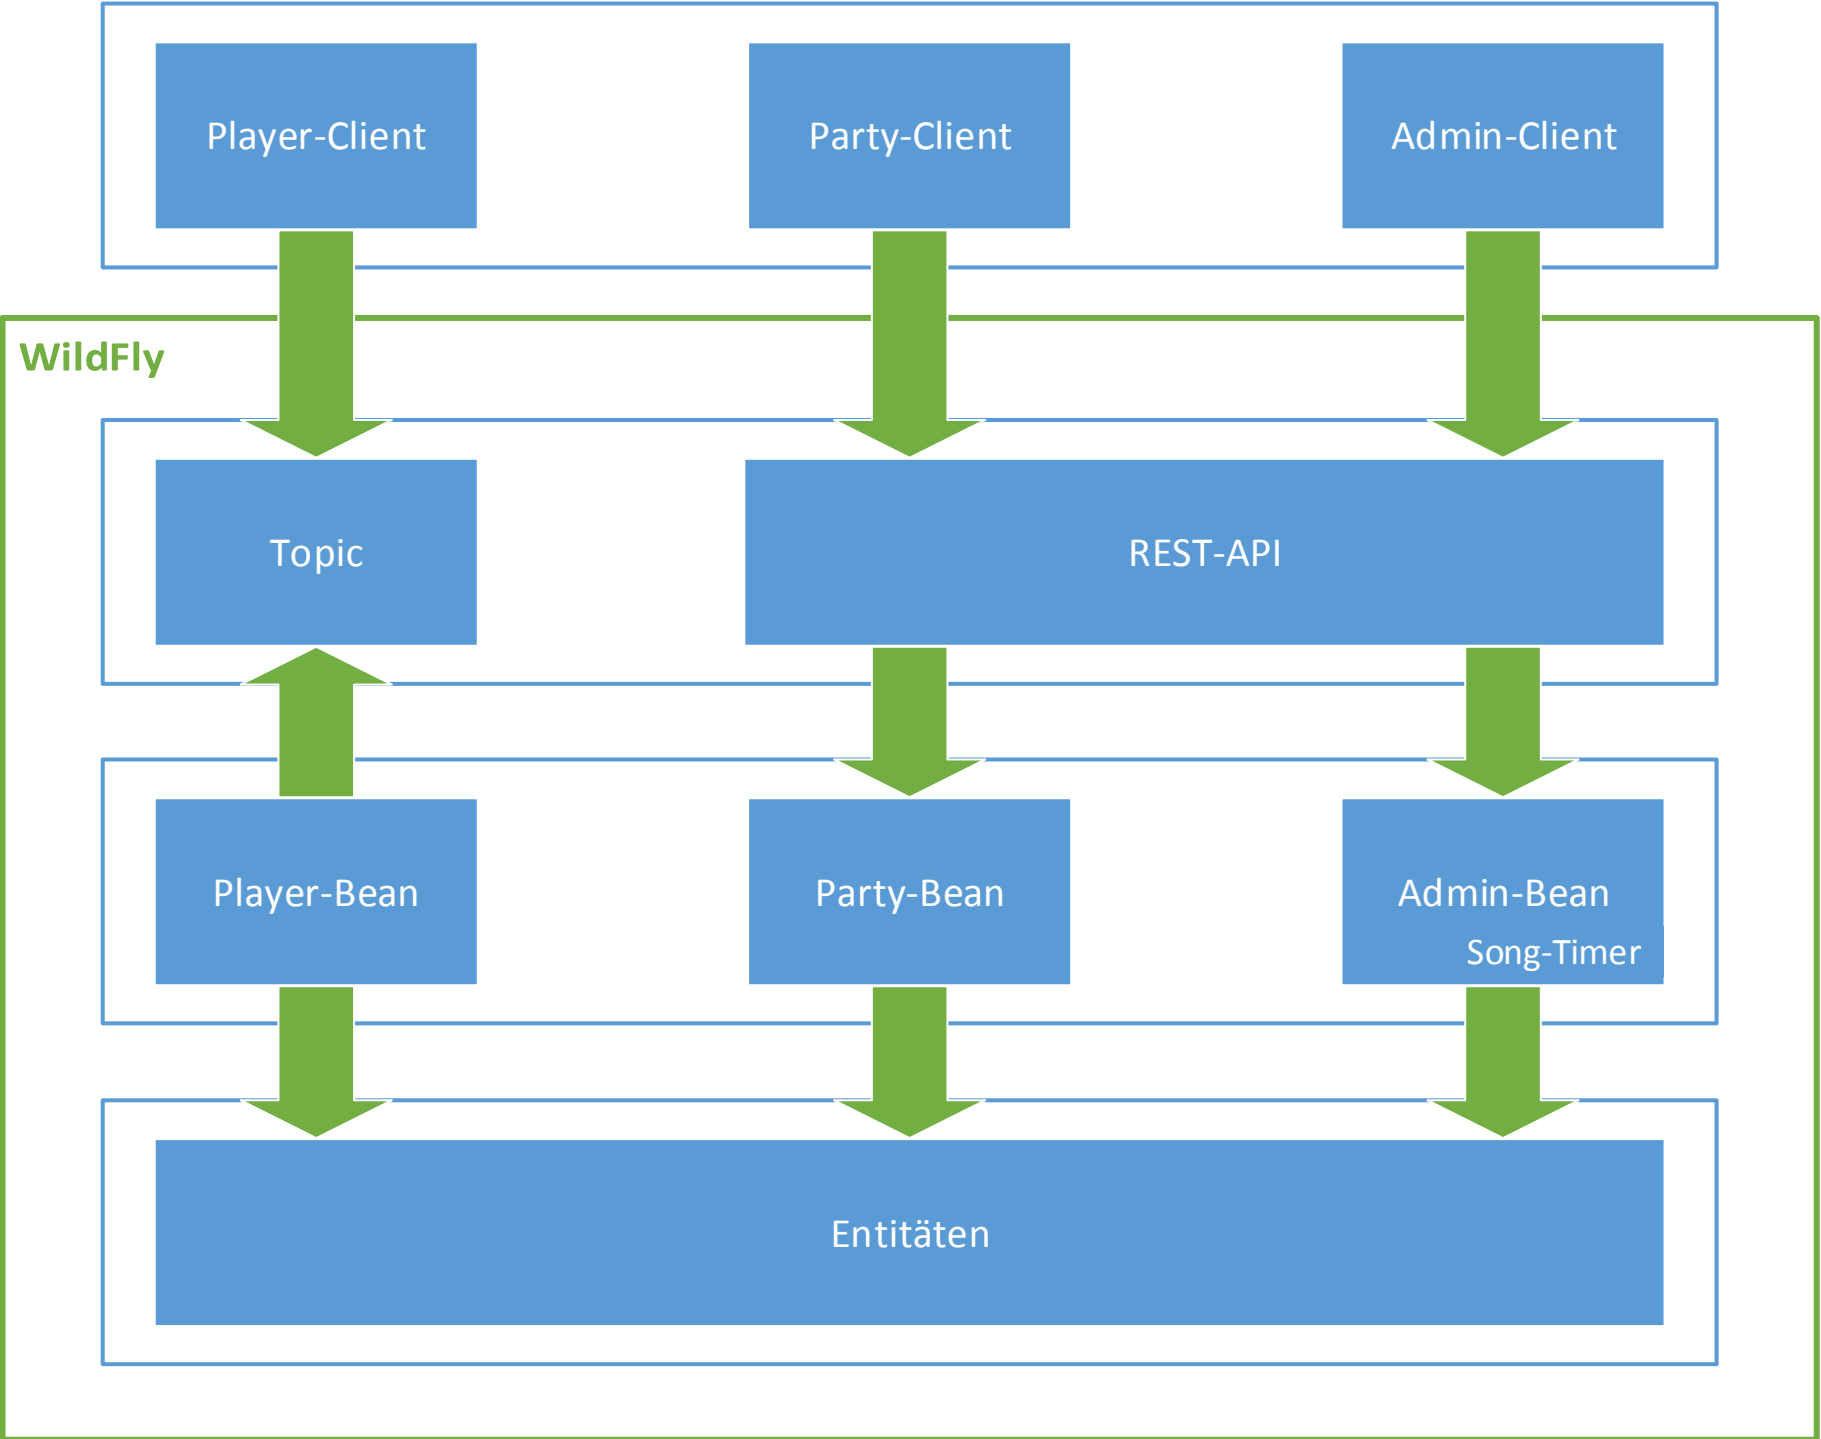 Player-Client
Party-Client
Admin-Client
WildFly
Topic
REST-API
Player-Bean
Party-Bean
Admin-Bean
Song-Timer
Entitäten